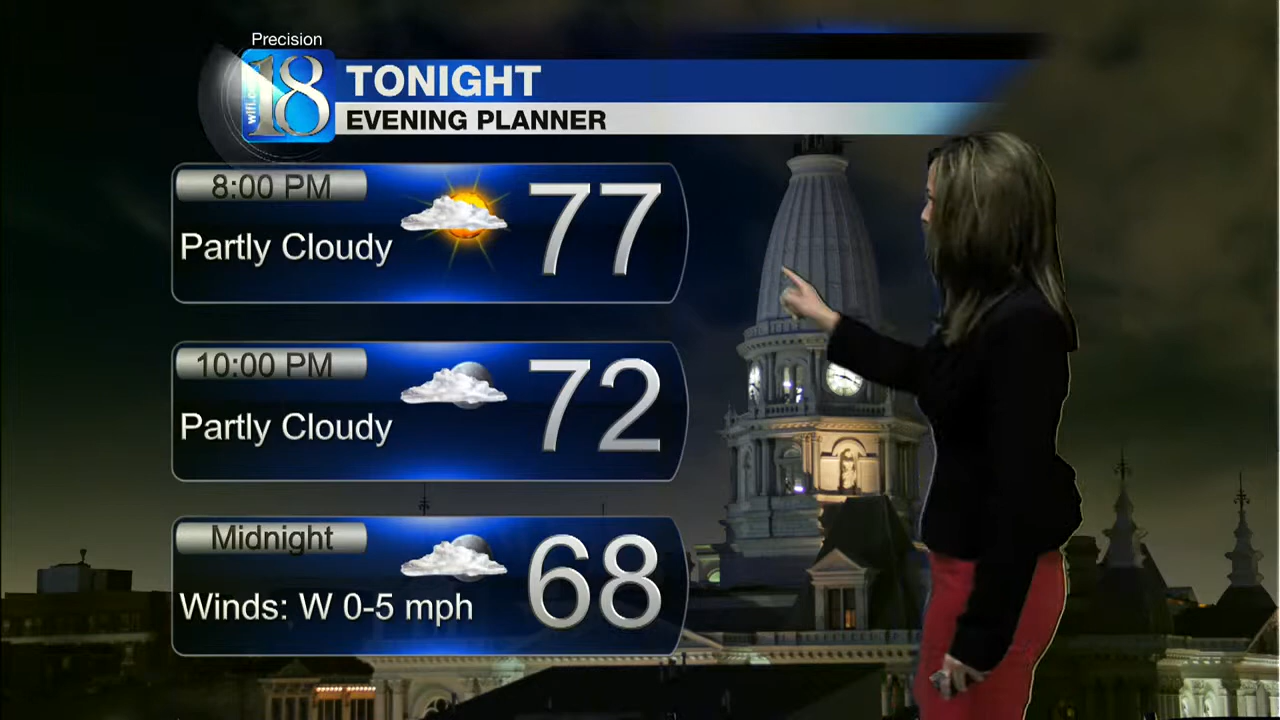 Precision
18
TONIGHT
EVENING PLANNER
8:00 PM
Partly Cloudy
77
10:00 PM
Partly Cloudy
72
Midnight
Winds: W 0-5 mph
68